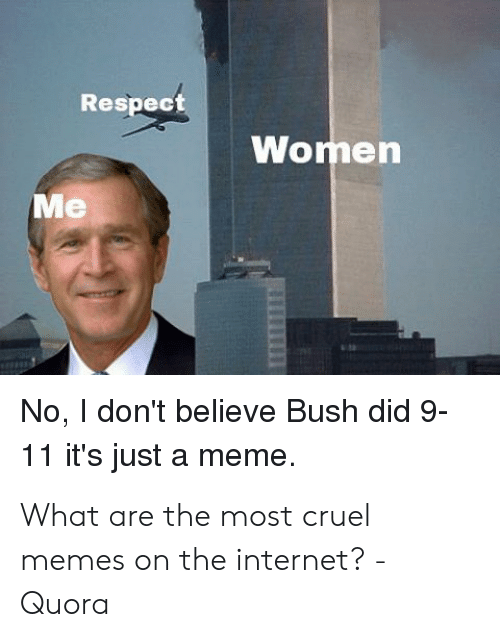 Respect
Women
Me
No, I don't believe Bush did 9-
11 it's just a meme.
What are the most cruel
memes on the internet? -
Quora